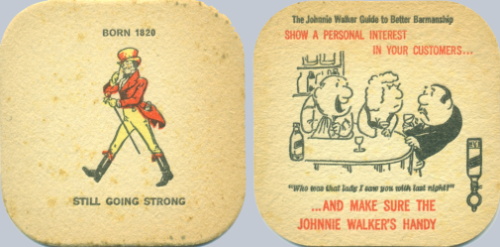 BORN 1820
STILL GOING STRONG
The Johnnie Walker Guide to Better Barmanship
SHOW A PERSONAL INTEREST
IN YOUR CUSTOMERS...
"Who was that lady I saw you with last night?"
...AND MAKE SURE THE
JOHNNIE WALKER'S HANDY